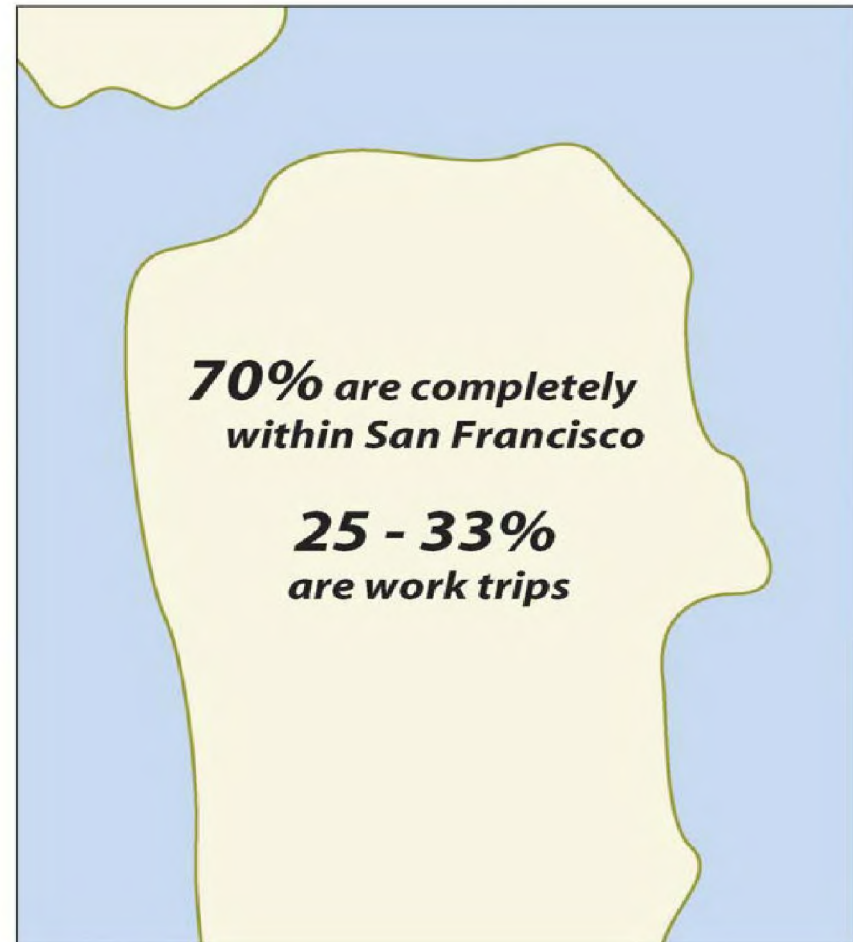 70% are completely
within San Francisco
25 - 33%
are work trips